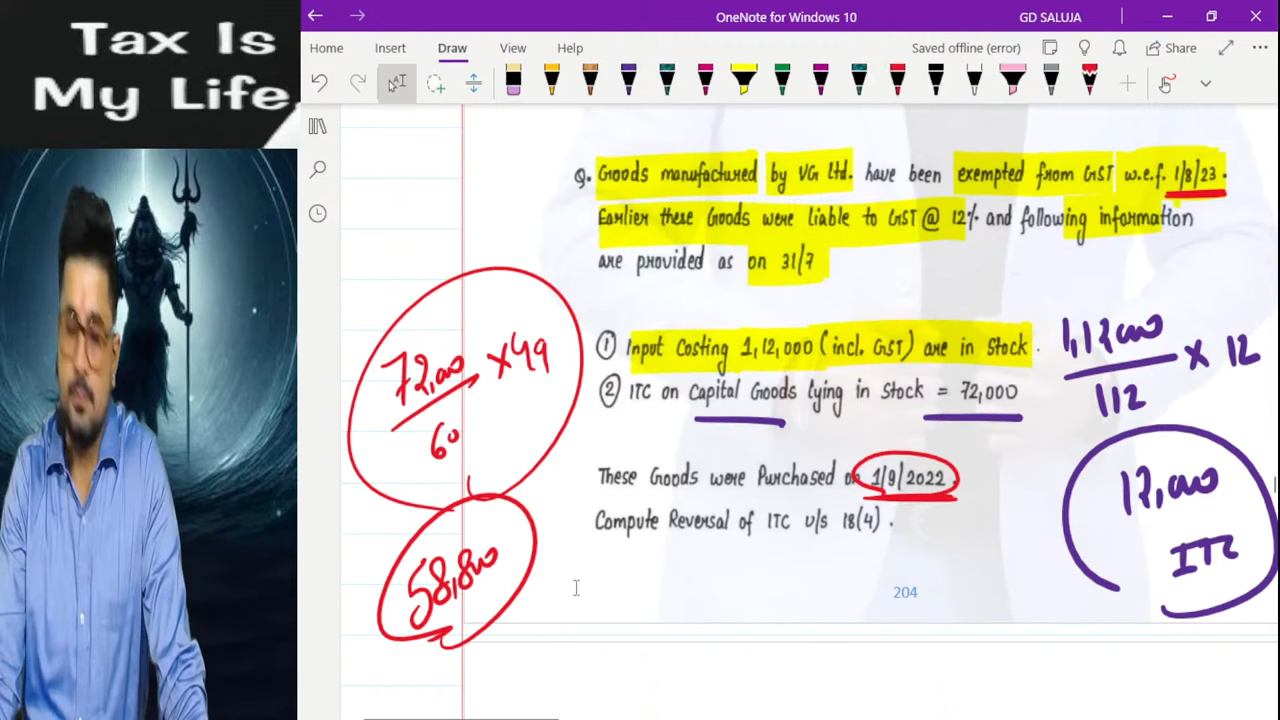 Tax Is
My Life
OneNote for Windows 10
GD SALUJA
Home Insert Draw View Help
Saved offline (error)
Share
Q. Goods manufactured by VG Ltd. have been exempted from GST w.e.f. 1/8/23.
Earlier these Goods were liable to GST @ 12% and following information
are provided as on 31/7
① Input Costing 1,12,000 (incl. GST) are in Stock.
② ITC on Capital Goods lying in Stock = 72,000
These Goods were Purchased on 1/9/2022.
Compute Reversal of ITC u/s 18(4).
204
72,000 x 49
60
58,800
1,12,000 x 12
112
12,000
ITC